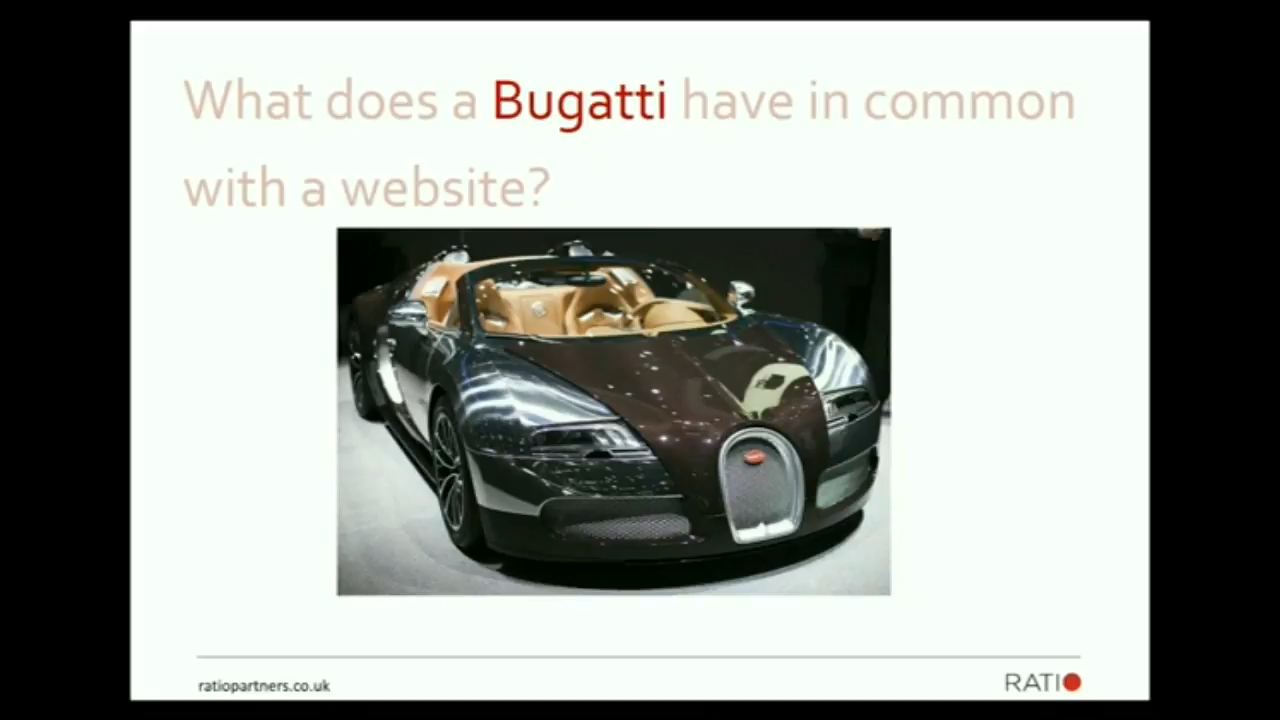 What does a Bugatti have in common
with a website?
ratiopartners.co.uk
RATIO